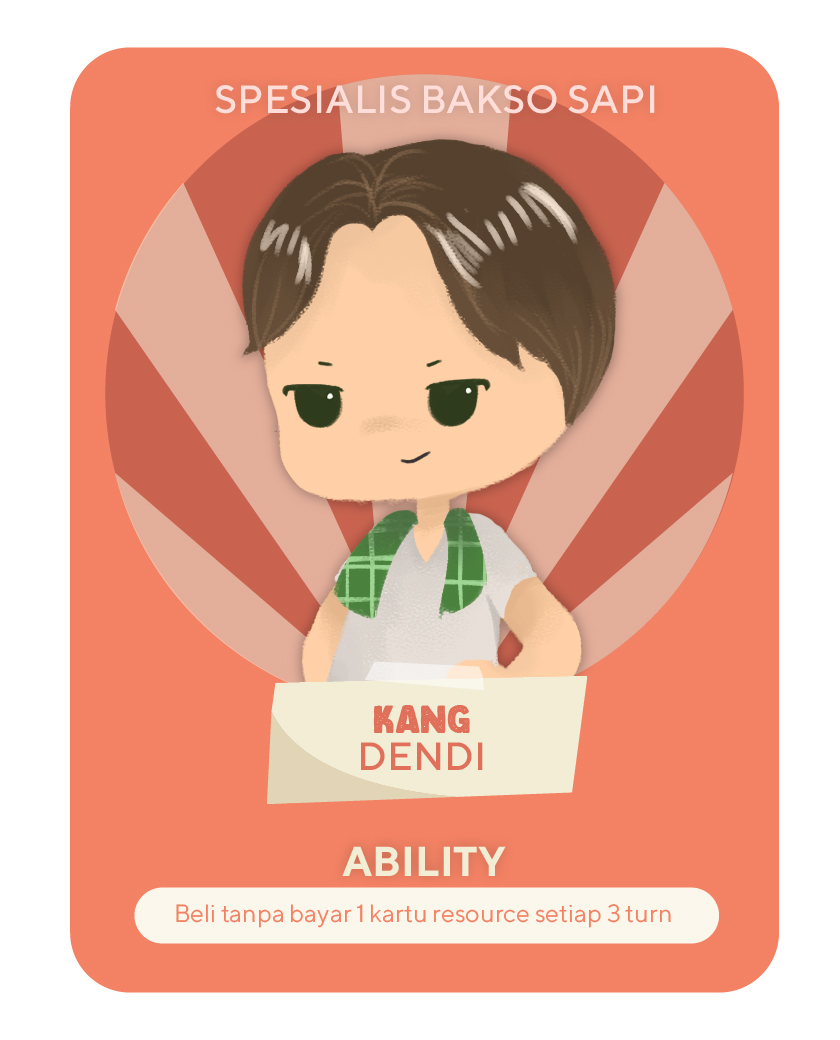 SPESIALIS BAKSO SAPI
KANG
DENDI
ABILITY
Beli tanpa bayar 1 kartu resource setiap 3 turn